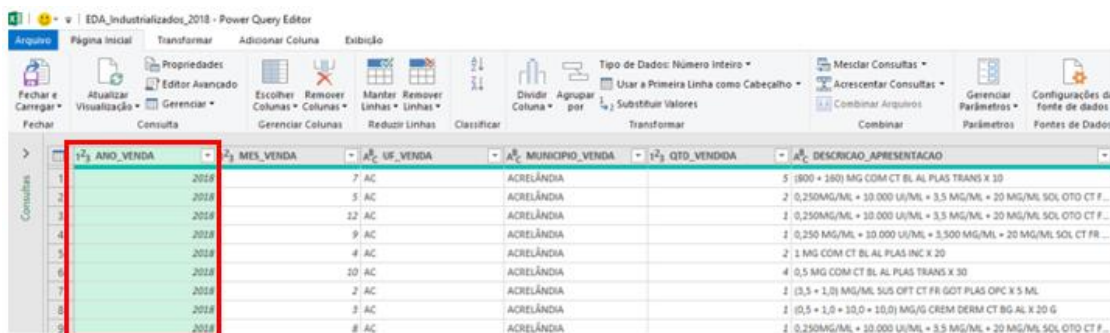 EDA_Industrializados_2018 - Power Query Editor
Arquivo Página Inicial Transformar Adicionar Coluna Exibição
Fechar e Carregar
Atualizar Visualização
Propriedades
Editor Avançado
Gerenciar
Escolher Colunas
Remover Colunas
Manter Linhas
Remover Linhas
Dividir Coluna
Agrupar por
Tipo de Dados: Número Inteiro
Usar a Primeira Linha como Cabeçalho
Substituir Valores
Mesclar Consultas
Acrescentar Consultas
Combinar Arquivos
Gerenciar Parâmetros
Configurações da fonte de dados
Fechar Consulta Gerenciar Colunas Reduzir Linhas Classificar Transformar Combinar Parâmetros Fontes de Dados
Consultas
ANO_VENDA MES_VENDA UF_VENDA MUNICIPIO_VENDA QTD_VENDIDA DESCRICAO_APRESENTACAO
1 2018 7 AC ACRELÂNDIA 5 (800 + 160) MG COM CT BL AL PLAS TRANS X 10
2 2018 5 AC ACRELÂNDIA 2 0,250MG/ML + 10.000 UI/ML + 3,5 MG/ML + 20 MG/ML SOL OTO CT F...
3 2018 12 AC ACRELÂNDIA 1 0,250MG/ML + 10.000 UI/ML + 3,5 MG/ML + 20 MG/ML SOL OTO CT F...
4 2018 9 AC ACRELÂNDIA 1 0,250 MG/ML + 10.000 UI/ML + 3,500 MG/ML + 20 MG/ML SOL CT FR ...
5 2018 4 AC ACRELÂNDIA 2 1 MG COM CT BL AL PLAS INC X 20
6 2018 10 AC ACRELÂNDIA 4 0,5 MG COM CT BL AL PLAS TRANS X 30
7 2018 2 AC ACRELÂNDIA 1 (3,5 + 1,0) MG/ML SUS OFT CT FR GOT PLAS OPC X 5 ML
8 2018 3 AC ACRELÂNDIA 1 (0,5 + 1,0 + 10,0 + 10,0) MG/G CREM DERM CT BG AL X 20 G
9 2018 8 AC ACRELÂNDIA 1 0,250MG/ML + 10.000 UI/ML + 3,5 MG/ML + 20 MG/ML SOL OTO CT F...